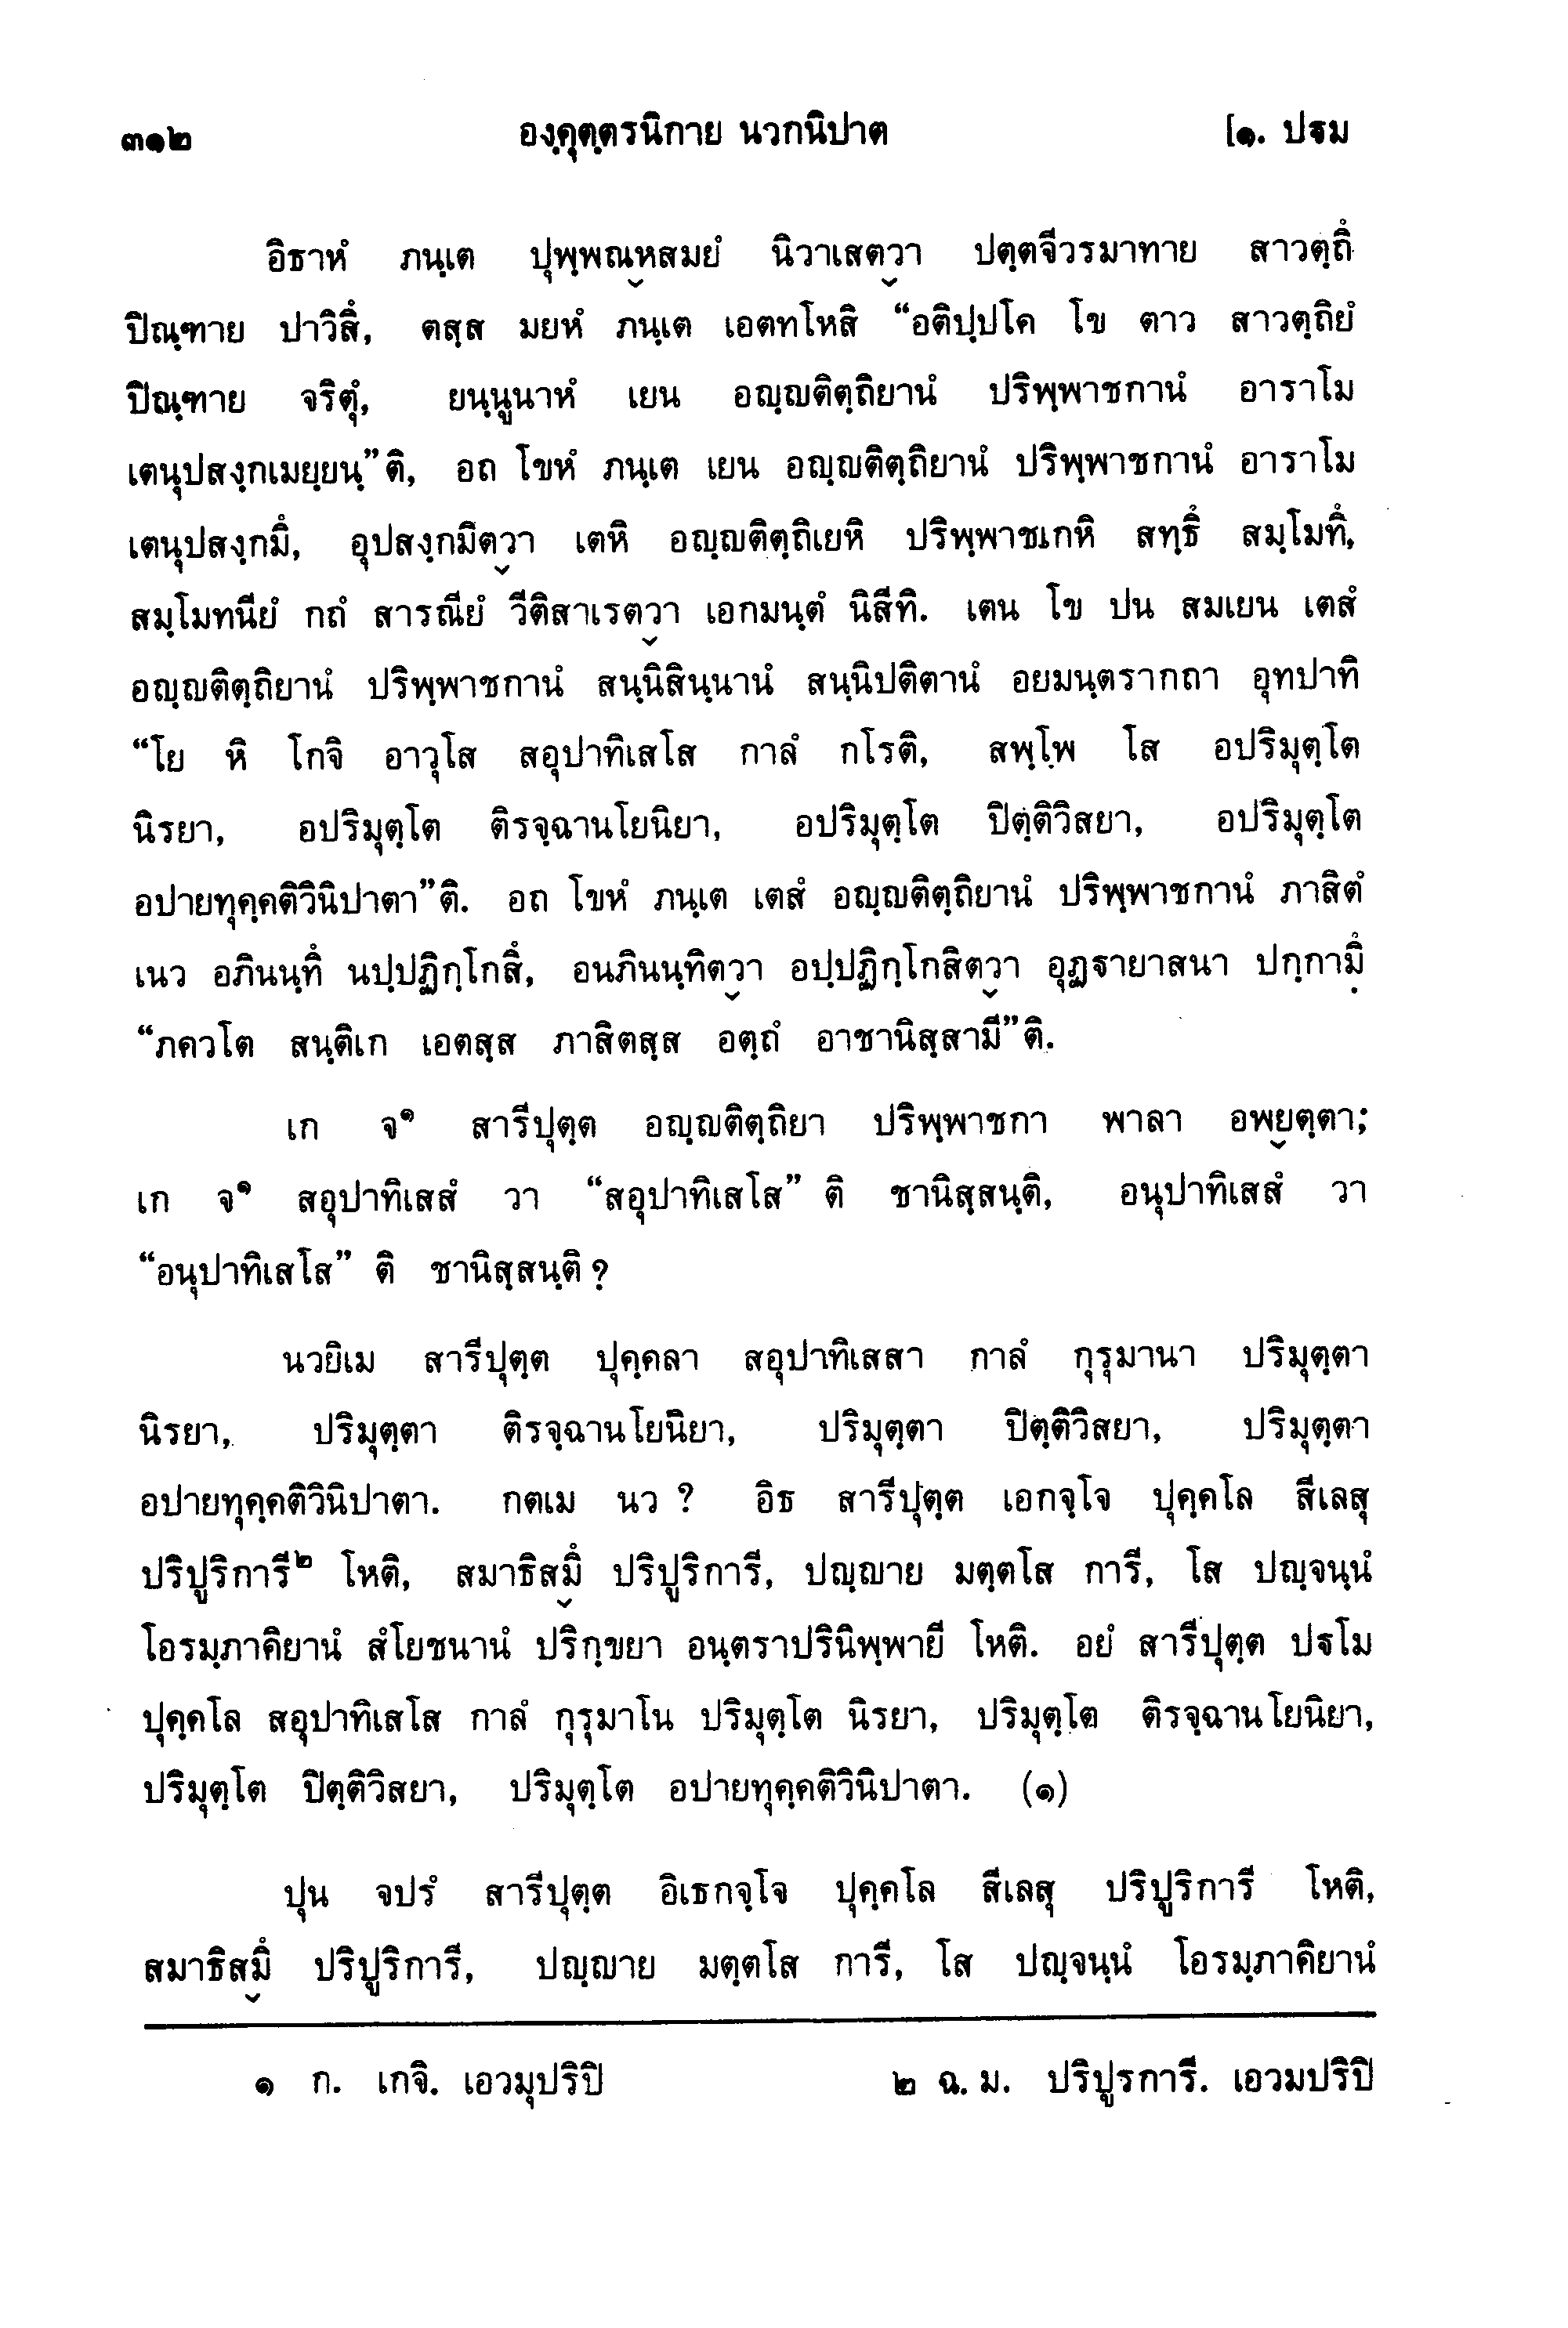 ๓๑๒ องฺคุตฺตรนิกาย นวกนิปาต [๑. ปฐม
อิธาหํ ภนฺเต ปุพฺพณฺหสมยํ นิวาเสตฺวา ปตฺตจีวรมาทาย สาวตฺถึ
ปิณฺฑาย ปาวิสึ, ตสฺส มยหํ ภนฺเต เอตทโหสิ “อติปฺปโค โข ตาว สาวตฺถิยํ
ปิณฺฑาย จริตุํ, ยนฺนูนาหํ เยน อญฺญติตฺถิยานํ ปริพฺพาชกานํ อาราโม
เตนุปสงฺกเมยฺยนฺ”ติ, อถ โขหํ ภนฺเต เยน อญฺญติตฺถิยานํ ปริพฺพาชกานํ อาราโม
เตนุปสงฺกมึ, อุปสงฺกมิตฺวา เตหิ อญฺญติตฺถิเยหิ ปริพฺพาชเกหิ สทฺธึ สมฺโมทึ,
สมฺโมทนียํ กถํ สารณียํ วีติสาเรตฺวา เอกมนฺตํ นิสีทิ. เตน โข ปน สมเยน เตสํ
อญฺญติตฺถิยานํ ปริพฺพาชกานํ สนฺนิสินฺนานํ สนฺนิปติตานํ อยมนฺตรากถา อุทปาทิ
“โย หิ โกจิ อาวุโส สอุปาทิเสโส กาลํ กโรติ, สพฺโพ โส อปริมุตฺโต
นิรยา, อปริมุตฺโต ติรจฺฉานโยนิยา, อปริมุตฺโต ปิตฺติวิสยา, อปริมุตฺโต
อปายทุคฺคติวินิปาตา”ติ. อถ โขหํ ภนฺเต เตสํ อญฺญติตฺถิยานํ ปริพฺพาชกานํ ภาสิตํ
เนว อภินนฺทึ นปฺปฏิกฺโกสึ, อนภินนฺทิตฺวา อปฺปฏิกฺโกสิตฺวา อุฏฺฐายาสนา ปกฺกามึ
“ภควโต สนฺติเก เอตสฺส ภาสิตสฺส อตฺถํ อาชานิสฺสามี”ติ.
เก จ๑ สารีปุตฺต อญฺญติตฺถิยา ปริพฺพาชกา พาลา อพฺยตฺตา;
เก จ๑ สอุปาทิเสสํ วา “สอุปาทิเสโส” ติ ชานิสฺสนฺติ, อนุปาทิเสสํ วา
“อนุปาทิเสโส” ติ ชานิสฺสนฺติ ?
นวยิเม สารีปุตฺต ปุคฺคลา สอุปาทิเสสา กาลํ กุรุมานา ปริมุตฺตา
นิรยา, ปริมุตฺตา ติรจฺฉานโยนิยา, ปริมุตฺตา ปิตฺติวิสยา, ปริมุตฺตา
อปายทุคฺคติวินิปาตา. กตเม นว ? อิธ สารีปุตฺต เอกจฺโจ ปุคฺคโล สีเลสุ
ปริปูริการี๒ โหติ, สมาธิสฺมึ ปริปูริการี, ปญฺญาย มตฺตโส การี, โส ปญฺจนฺนํ
โอรมฺภาคิยานํ สํโยชนานํ ปริกฺขยา อนฺตราปรินิพฺพายี โหติ. อยํ สารีปุตฺต ปฐโม
ปุคฺคโล สอุปาทิเสโส กาลํ กุรุมาโน ปริมุตฺโต นิรยา, ปริมุตฺโต ติรจฺฉานโยนิยา,
ปริมุตฺโต ปิตฺติวิสยา, ปริมุตฺโต อปายทุคฺคติวินิปาตา. (๑)
ปุน จปรํ สารีปุตฺต อิเธกจฺโจ ปุคฺคโล สีเลสุ ปริปูริการี โหติ,
สมาธิสฺมึ ปริปูริการี, ปญฺญาย มตฺตโส การี, โส ปญฺจนฺนํ โอรมฺภาคิยานํ
๑ ก. เกจิ. เอวมุปริปิ ๒ ฉ. ม. ปริปูรการี. เอวมปริปิ